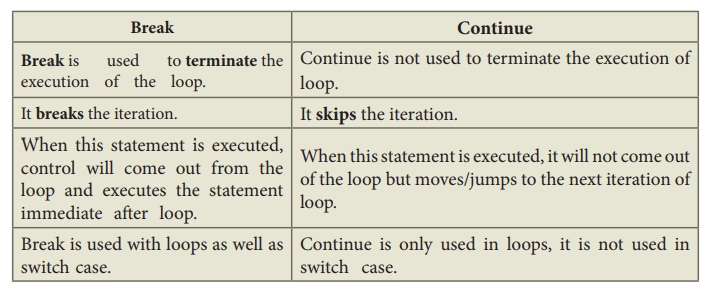 Break
Continue
Break is used to terminate the
execution of the loop.
Continue is not used to terminate the execution of
loop.
It breaks the iteration.
It skips the iteration.
When this statement is executed,
control will come out from the
loop and executes the statement
immediate after loop.
When this statement is executed, it will not come out
of the loop but moves/jumps to the next iteration of
loop.
Break is used with loops as well as
switch case.
Continue is only used in loops, it is not used in
switch case.